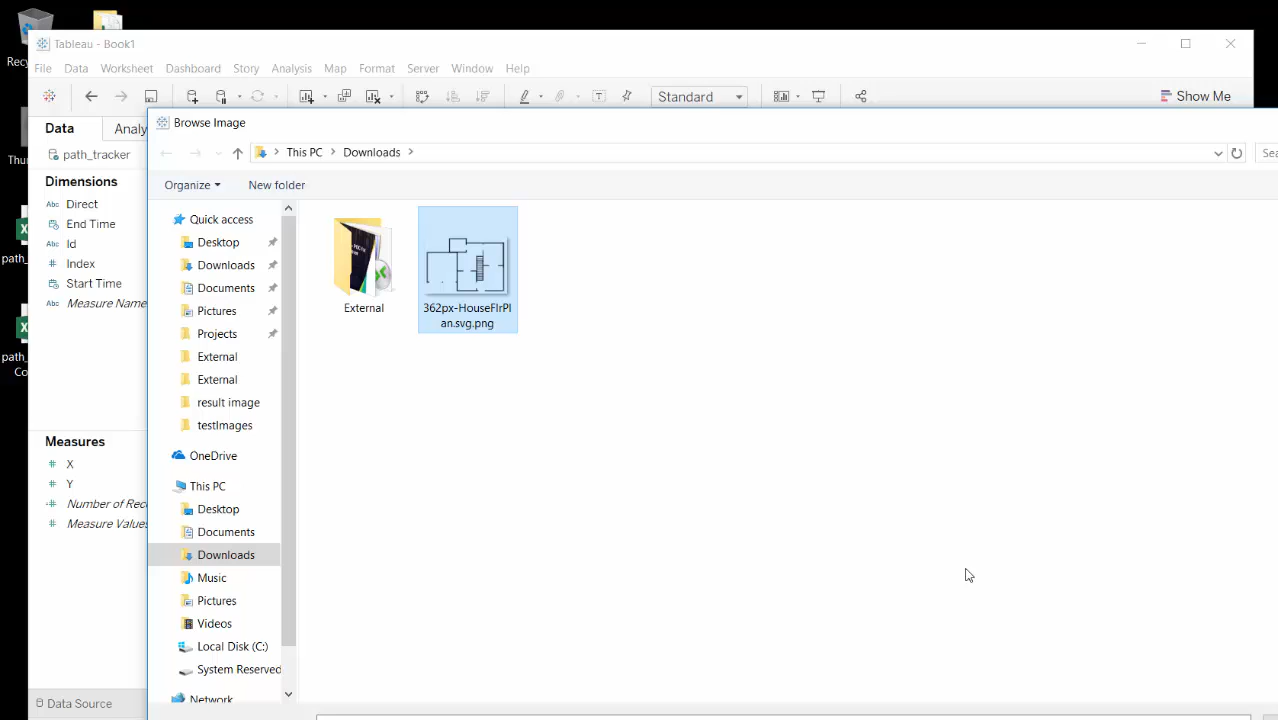 Recy
Tableau - Book1
File Data Worksheet Dashboard Story Analysis Map Format Server Window Help
Standard
Show Me
Data
Analy
Browse Image
path_tracker
This PC
Downloads
Sea
Dimensions
Organize
New folder
Abc Direct
End Time
Abc Id
Index
Start Time
Abc Measure Name
Thu
path_
path_
Co
Quick access
Desktop
Downloads
Documents
Pictures
Projects
External
External
result image
testImages
OneDrive
This PC
Desktop
Documents
Downloads
Music
Pictures
Videos
Local Disk (C:)
System Reserved
Network
External
362px-HouseFlrPl
an.svg.png
Measures
X
Y
Number of Rec
Measure Values
Data Source